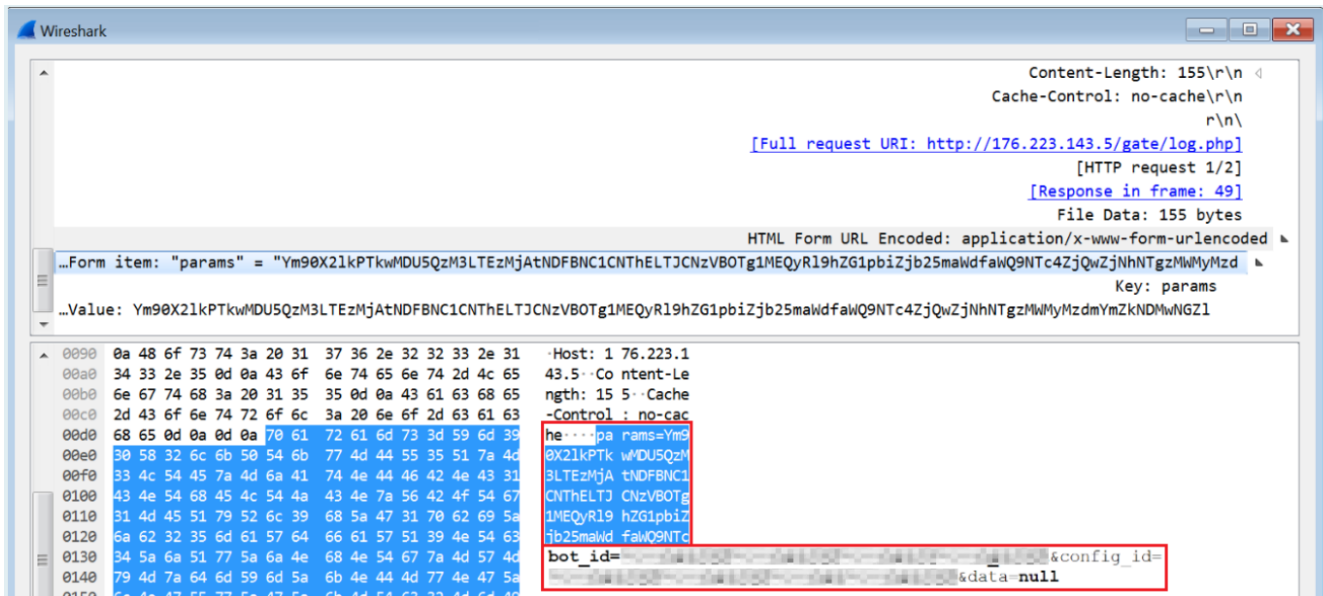 Wireshark
Content-Length: 155\r\n
Cache-Control: no-cache\r\n
r\n\
[Full request URI: http://176.223.143.5/gate/log.php]
[HTTP request 1/2]
[Response in frame: 49]
File Data: 155 bytes
HTML Form URL Encoded: application/x-www-form-urlencoded
…Form item: "params" = "Ym90X2lkPTkwMDU5QzM3LTEzMjAtNDFBNC1CNThELTJCNzVBOTg1MEQyRl9hZG1pbiZjb25maWdfaWQ9NTc4ZjQwZjNhNTgzMWMyMzd
Key: params
…Value: Ym90X2lkPTkwMDU5QzM3LTEzMjAtNDFBNC1CNThELTJCNzVBOTg1MEQyRl9hZG1pbiZjb25maWdfaWQ9NTc4ZjQwZjNhNTgzMWMyMzdmYmZkNDMwNGZl
0090 0a 48 6f 73 74 3a 20 31 37 36 2e 32 32 33 2e 31 ·Host: 1 76.223.1
00a0 34 33 2e 35 0d 0a 43 6f 6e 74 65 6e 74 2d 4c 65 43.5··Co ntent-Le
00b0 6e 67 74 68 3a 20 31 35 35 0d 0a 43 61 63 68 65 ngth: 15 5··Cache
00c0 2d 43 6f 6e 74 72 6f 6c 3a 20 6e 6f 2d 63 61 63 -Control : no-cac
00d0 68 65 0d 0a 0d 0a 70 61 72 61 6d 73 3d 59 6d 39 he····pa rams=Ym9
00e0 30 58 32 6c 6b 50 54 6b 77 4d 44 55 35 51 7a 4d 0X2lkPTk wMDU5QzM
00f0 33 4c 54 45 7a 4d 6a 41 74 4e 44 46 42 4e 43 31 3LTEzMjA tNDFBNC1
0100 43 4e 54 68 45 4c 54 4a 43 4e 7a 56 42 4f 54 67 CNThELTJ CNzVBOTg
0110 31 4d 45 51 79 52 6c 39 68 5a 47 31 70 62 69 5a 1MEQyRl9 hZG1pbiZ
0120 6a 62 32 35 6d 61 57 64 66 61 57 51 39 4e 54 63 jb25maWd faWQ9NTc
0130 34 5a 6a 51 77 5a 6a 4e 68 4e 54 67 7a 4d 57 4d bot_id= &config_id=
0140 79 4d 7a 64 6d 59 6d 5a 6b 4e 44 4d 77 4e 47 5a &data=null